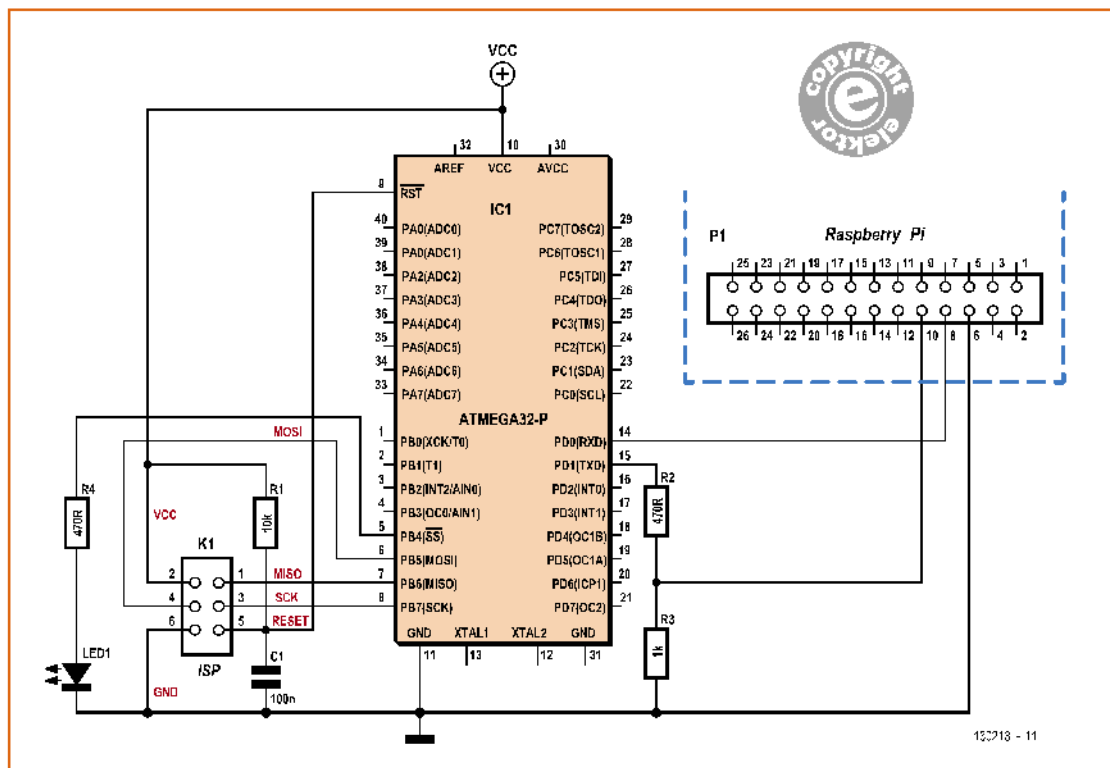 VCC
copyright
e
elektor
32
10
30
AREF
VCC
AVCC
9
RST
IC1
40
PA0(ADC0)
39
PA0(ADC1)
38
PA2(ADC2)
37
PA3(ADC3)
36
PA4(ADC4)
35
PA5(ADC5)
34
PA6(ADC6)
33
PA7(ADC7)
PC7(TOSC2)
29
PC6(TOSC1)
28
PC5(TDI)
27
PC4(TDO)
26
PC3(TMS)
25
PC2(TCK)
24
PC1(SDA)
23
PC0(SCL)
22
ATMEGA32-P
1
PB0(XCK/T0)
2
PB1(T1)
3
PB2(INT2/AIN0)
4
PB3(OC0/AIN1)
5
PB4(SS)
6
PB5(MOSI)
7
PB6(MISO)
8
PB7(SCK)
PD0(RXD)
14
PD1(TXD)
15
PD2(INT0)
16
PD3(INT1)
17
PD4(OC1B)
18
PD5(OC1A)
19
PD6(ICP1)
20
PD7(OC2)
21
GND
XTAL1
XTAL2
GND
11
13
12
31
P1
Raspberry Pi
25 23 21 19 17 15 13 11 9 7 5 3 1
26 24 22 20 18 16 14 12 10 8 6 4 2
MOSI
R4
470R
VCC
R1
10k
K1
2
1
MISO
4
3
SCK
6
5
RESET
ISP
LED1
GND
C1
100n
R2
470R
R3
1k